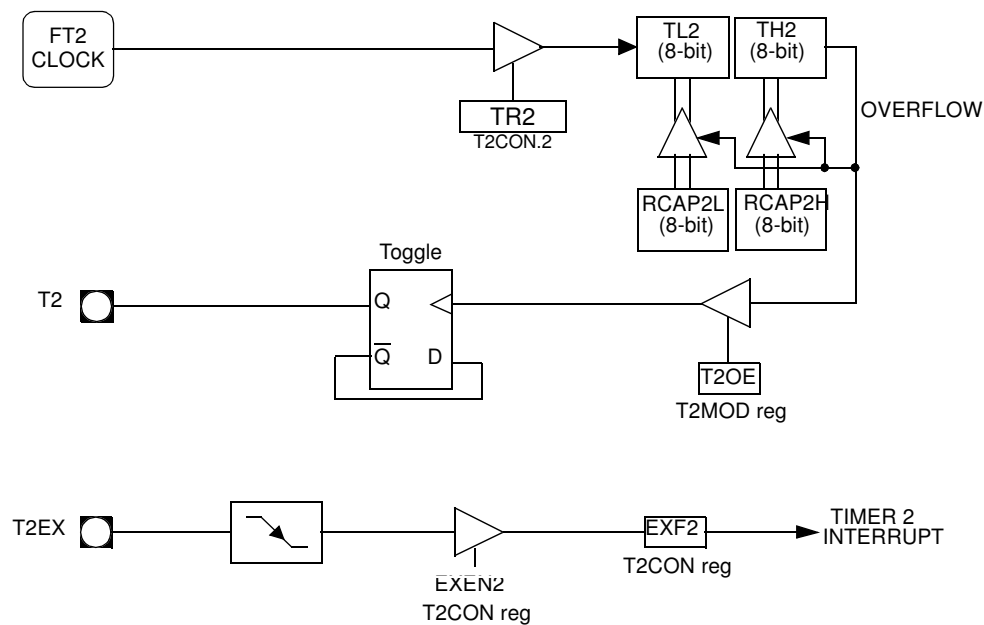 FT2
CLOCK
TL2
(8-bit)
TH2
(8-bit)
TR2
T2CON.2
OVERFLOW
RCAP2L
(8-bit)
RCAP2H
(8-bit)
Toggle
T2
Q
Q
D
T2OE
T2MOD reg
T2EX
EXEN2
T2CON reg
EXF2
T2CON reg
TIMER 2
INTERRUPT